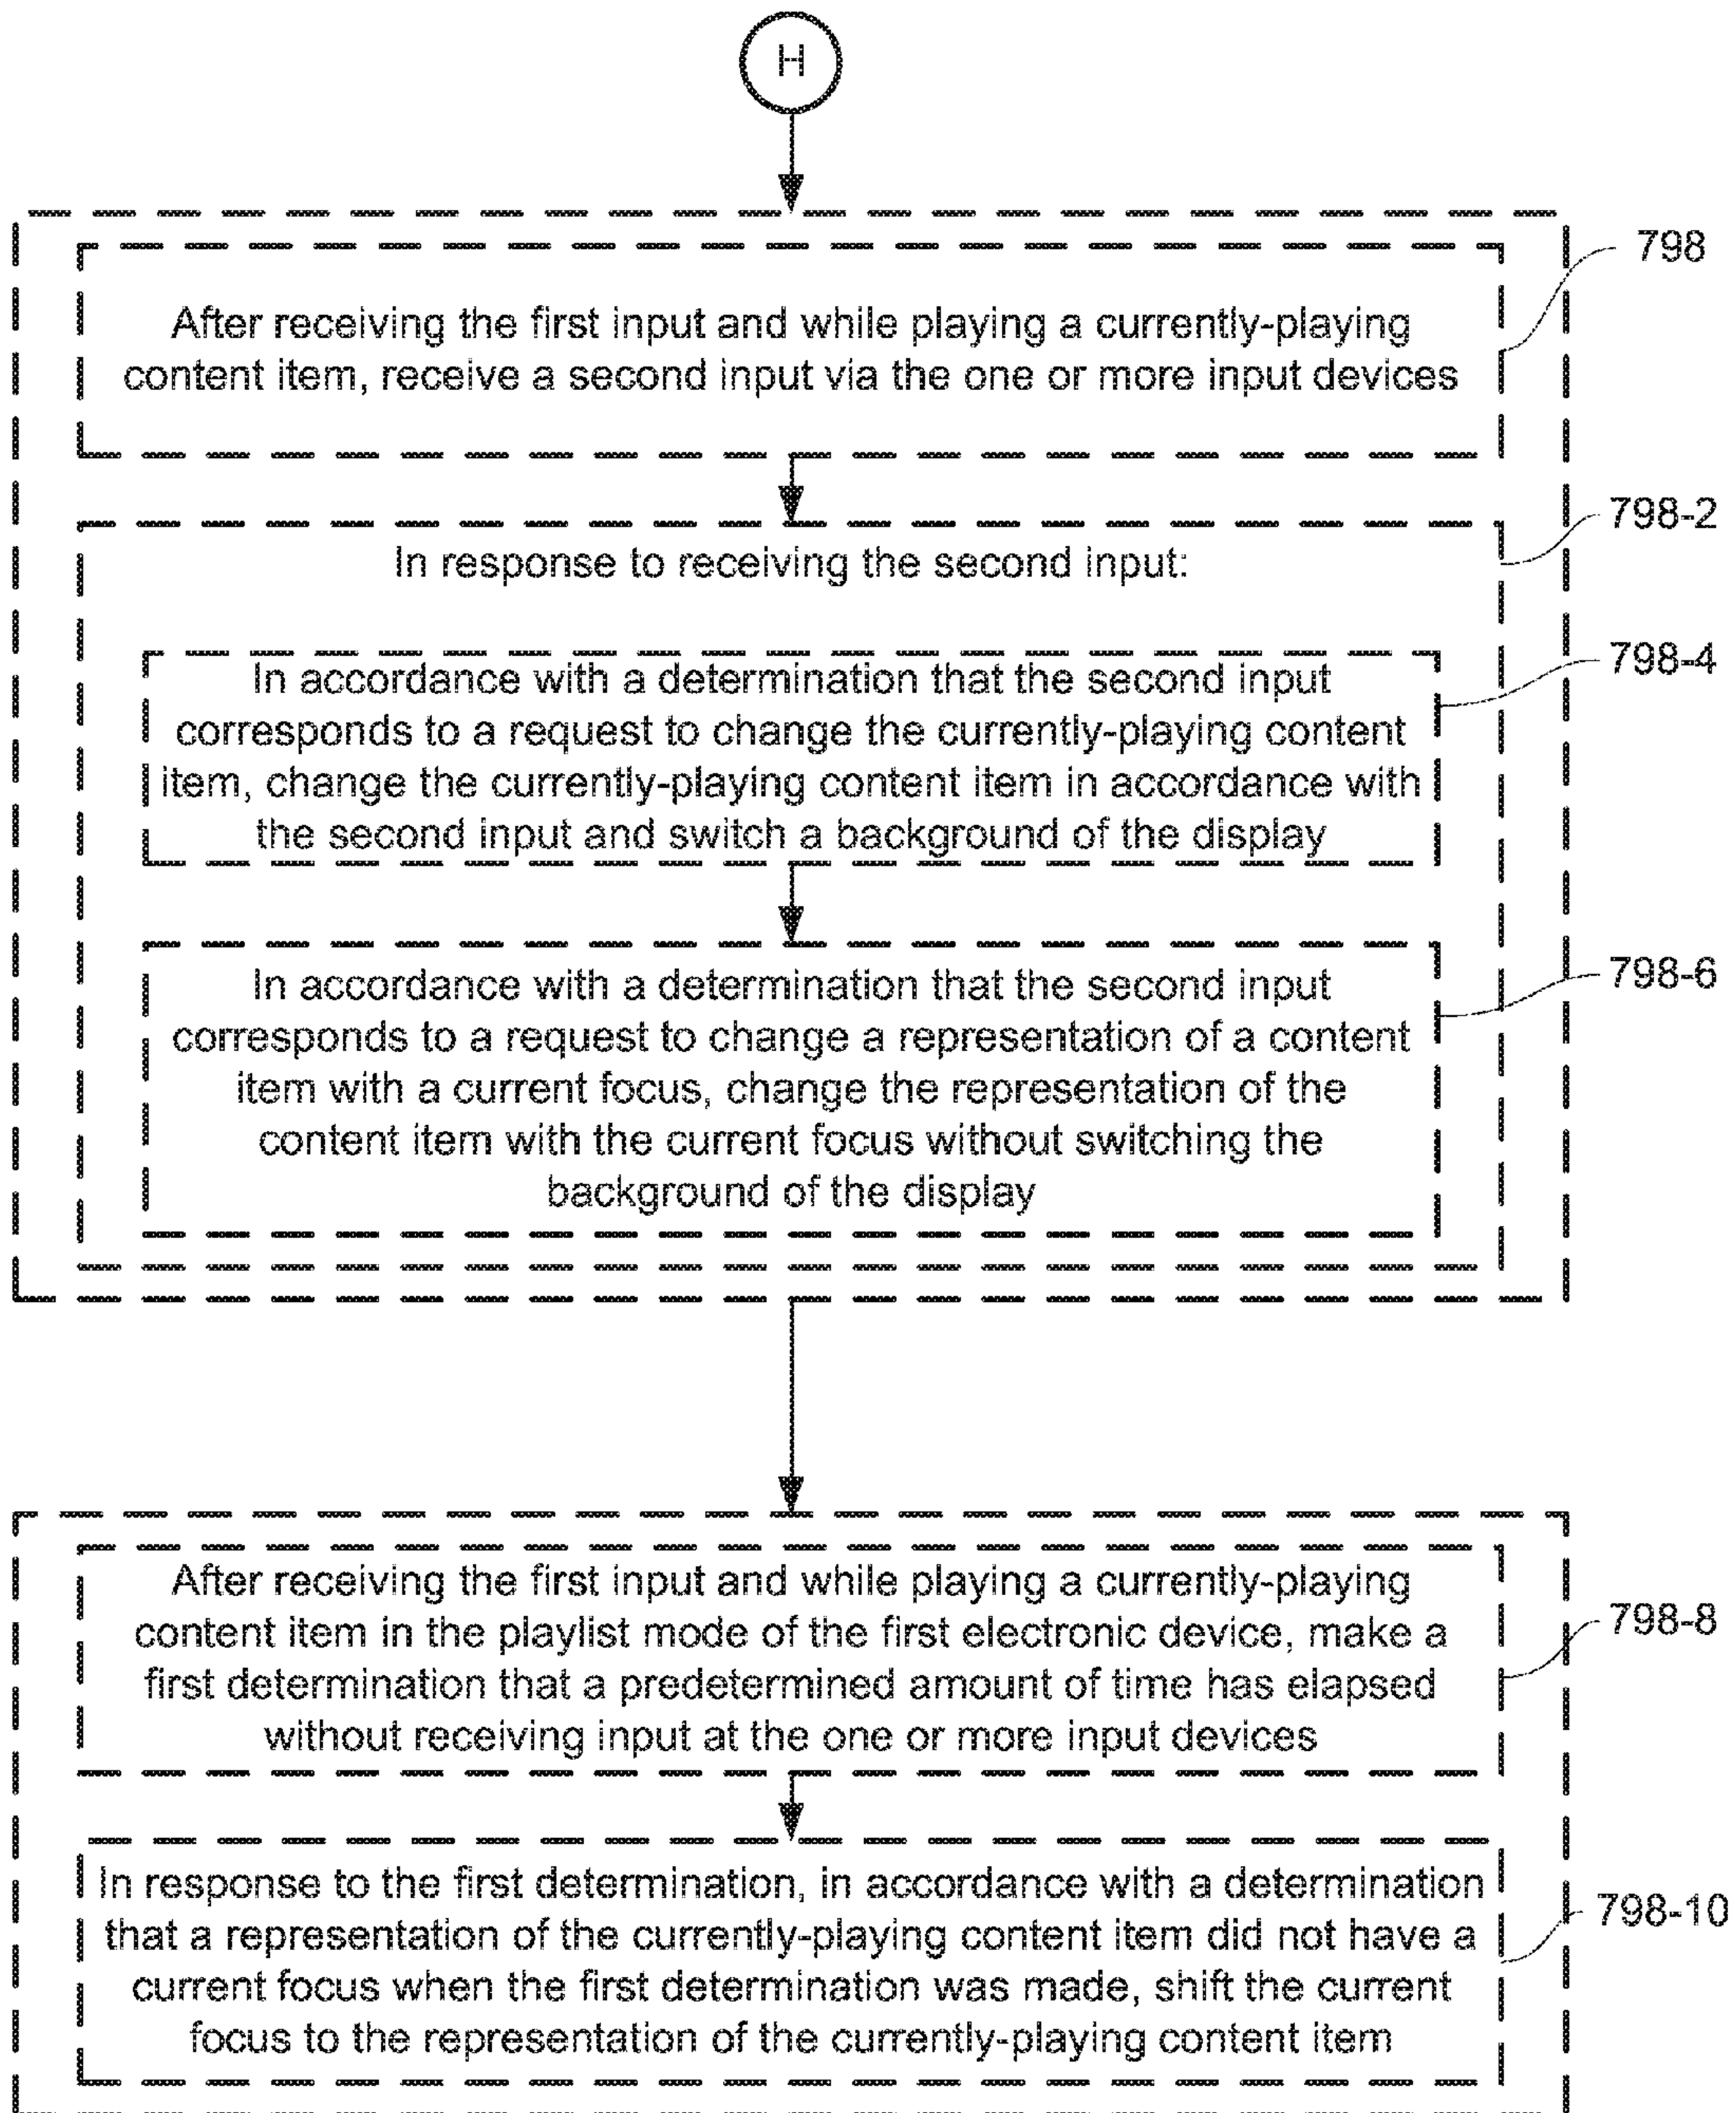 H
798
After receiving the first input and while playing a currently-playing
content item, receive a second input via the one or more input devices
798-2
In response to receiving the second input:
798-4
In accordance with a determination that the second input
corresponds to a request to change the currently-playing content
item, change the currently-playing content item in accordance with
the second input and switch a background of the display
798-6
In accordance with a determination that the second input
corresponds to a request to change a representation of a content
item with a current focus, change the representation of the
content item with the current focus without switching the
background of the display
798-8
After receiving the first input and while playing a currently-playing
content item in the playlist mode of the first electronic device, make a
first determination that a predetermined amount of time has elapsed
without receiving input at the one or more input devices
798-10
In response to the first determination, in accordance with a determination
that a representation of the currently-playing content item did not have a
current focus when the first determination was made, shift the current
focus to the representation of the currently-playing content item